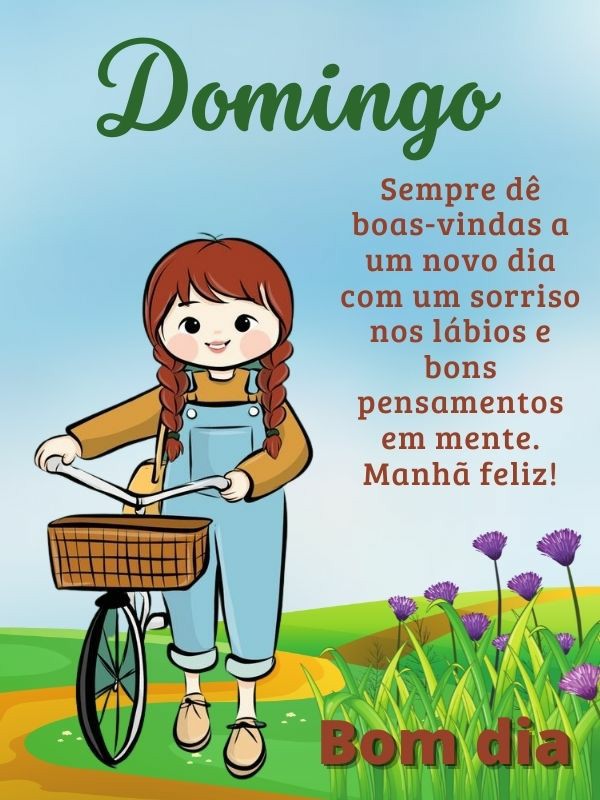 Domingo
Sempre dê
boas-vindas a
um novo dia
com um sorriso
nos lábios e
bons
pensamentos
em mente.
Manhã feliz!
Bom dia